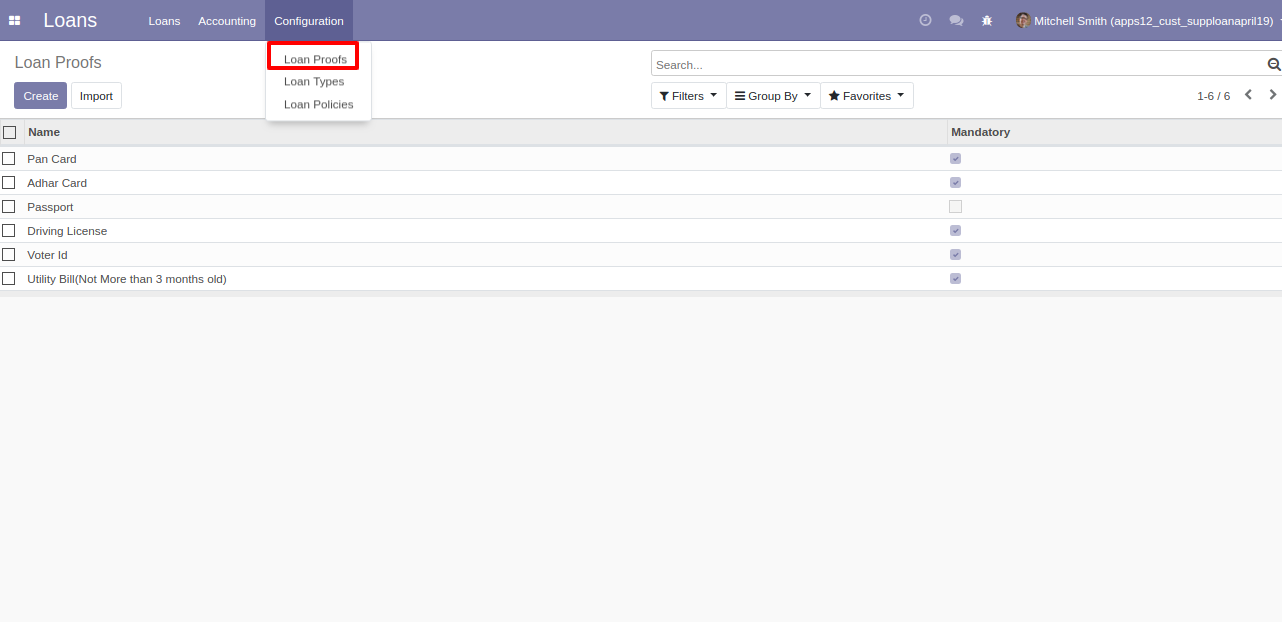 Loans Loans Accounting Configuration Mitchell Smith (apps12_cust_supploanapril19)
Loan Proofs
Search...
Loan Proofs
Loan Types
Loan Policies
Create Import
Filters Group By Favorites 1-6 / 6
Name Mandatory
Pan Card
Adhar Card
Passport
Driving License
Voter Id
Utility Bill(Not More than 3 months old)